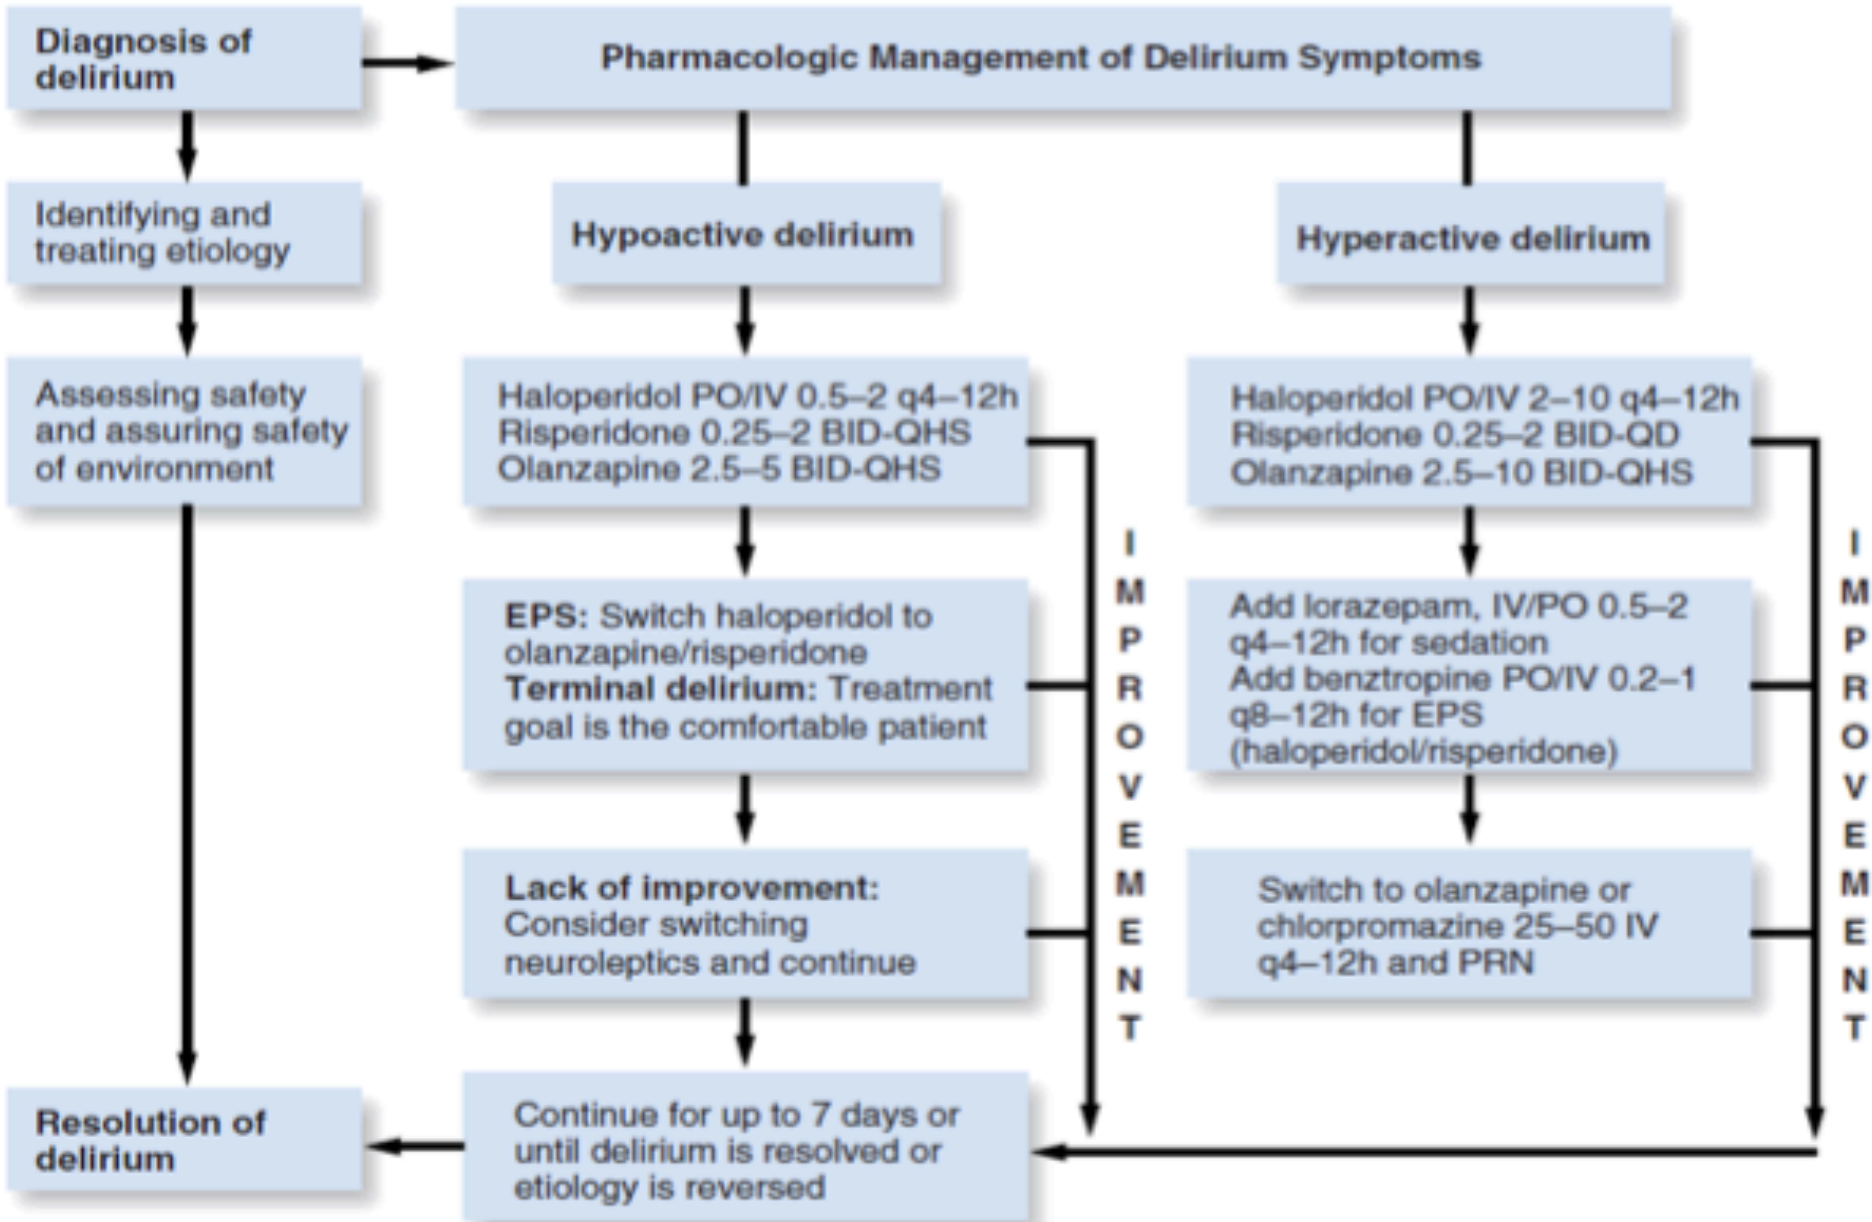 Diagnosis of
delirium
Pharmacologic Management of Delirium Symptoms
Identifying and
treating etiology
Hypoactive delirium
Hyperactive delirium
Assessing safety
and assuring safety
of environment
Haloperidol PO/IV 0.5–2 q4–12h
Risperidone 0.25–2 BID-QHS
Olanzapine 2.5–5 BID-QHS
Haloperidol PO/IV 2–10 q4–12h
Risperidone 0.25–2 BID-QD
Olanzapine 2.5–10 BID-QHS
EPS: Switch haloperidol to
olanzapine/risperidone
Terminal delirium: Treatment
goal is the comfortable patient
Add lorazepam, IV/PO 0.5–2
q4–12h for sedation
Add benztropine PO/IV 0.2–1
q8–12h for EPS
(haloperidol/risperidone)
Lack of improvement:
Consider switching
neuroleptics and continue
Switch to olanzapine or
chlorpromazine 25–50 IV
q4–12h and PRN
IMPROVEMENT
IMPROVEMENT
Resolution of
delirium
Continue for up to 7 days or
until delirium is resolved or
etiology is reversed